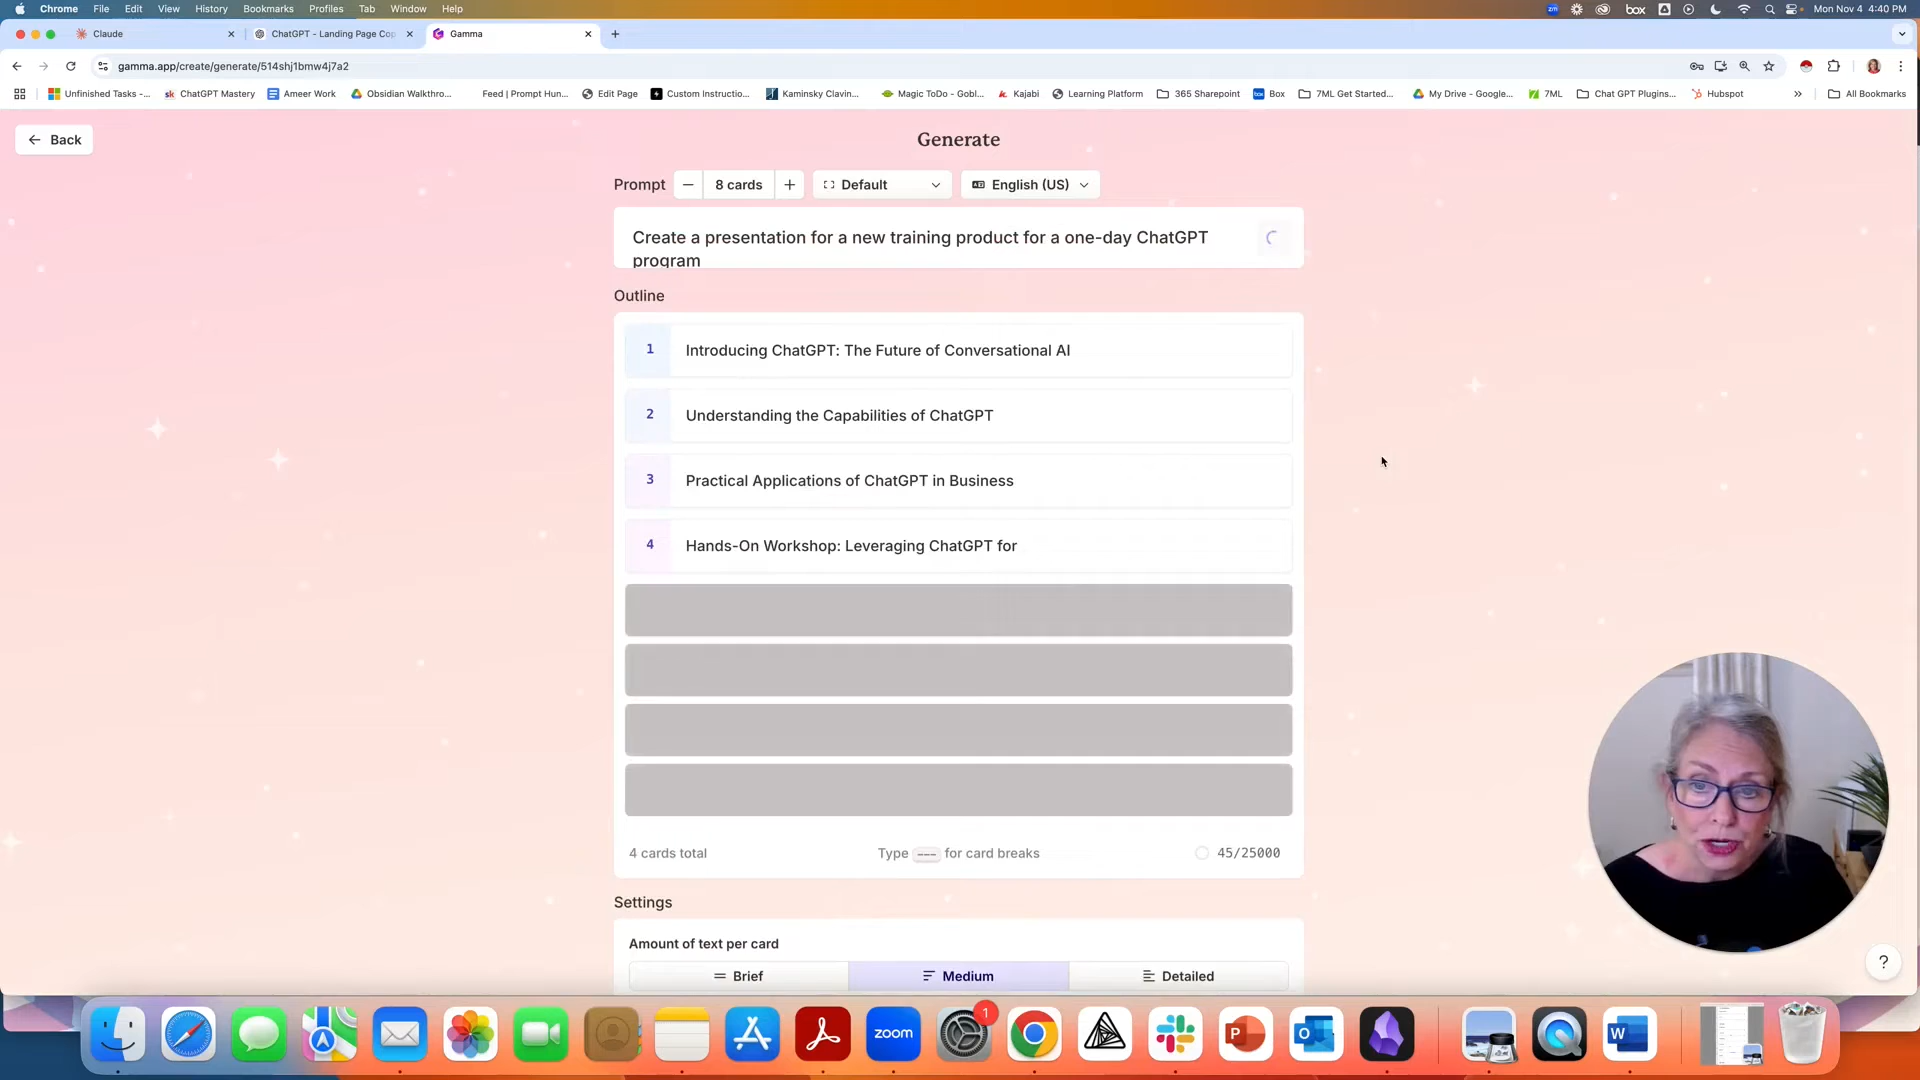 Chrome File Edit View History Bookmarks Profiles Tab Window Help
zm box A Mon Nov 4 4:40 PM
Claude
ChatGPT - Landing Page Cop
Gamma
gamma.app/create/generate/514shj1bmw4j7a2
Unfinished Tasks -... sk ChatGPT Mastery Ameer Work Obsidian Walkthro... Feed | Prompt Hun... Edit Page Custom Instructio... Kaminsky Clavin... Magic ToDo - Gobl... Kajabi Learning Platform 365 Sharepoint box Box 7ML Get Started... My Drive - Google... 7ML Chat GPT Plugins... Hubspot » All Bookmarks
Back
Generate
Prompt 8 cards Default English (US)
Create a presentation for a new training product for a one-day ChatGPT
program
Outline
1 Introducing ChatGPT: The Future of Conversational AI
2 Understanding the Capabilities of ChatGPT
3 Practical Applications of ChatGPT in Business
4 Hands-On Workshop: Leveraging ChatGPT for
4 cards total Type --- for card breaks 45/25000
Settings
Amount of text per card
Brief Medium Detailed
?
1
zoom
P
O
W